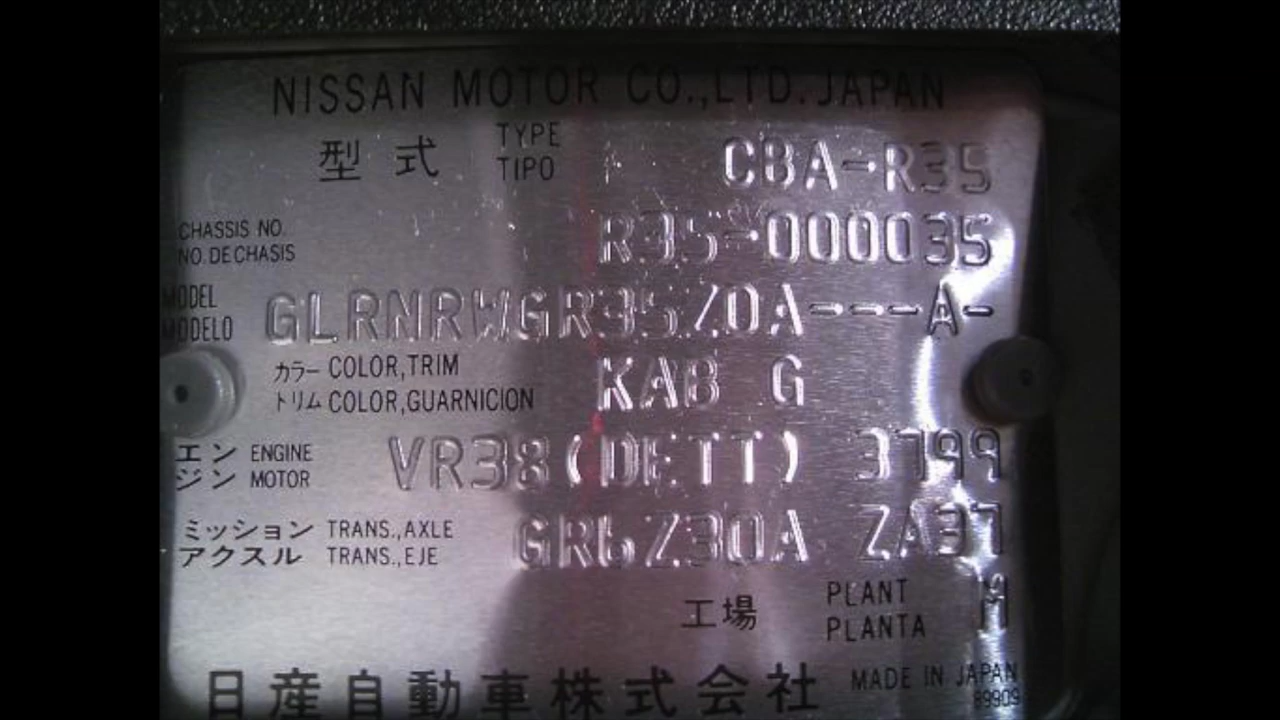 NISSAN MOTOR CO.,LTD. JAPAN
型式 TYPE TIPO CBA-R35
CHASSIS NO. NO. DE CHASIS R35-000035
MODEL MODELO GLRNRWGR35Z0A---A-
カラー COLOR,TRIM
トリム COLOR,GUARNICION KAB G
エンジン ENGINE MOTOR VR38(DETT) 3799
ミッション TRANS.,AXLE
アクスル TRANS.,EJE GR6Z30A ZA37
工場 PLANT PLANTA M
日産自動車株式会社 MADE IN JAPAN